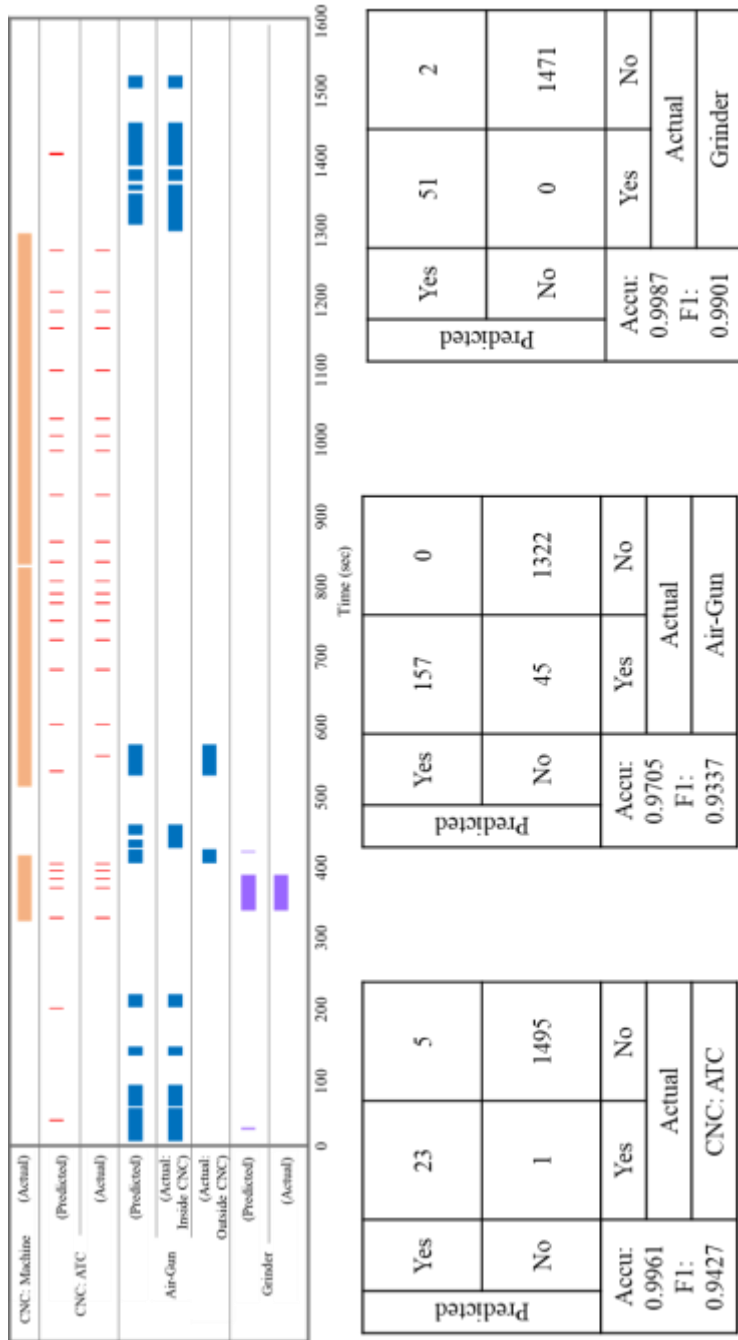 CNC: Machine (Actual)
CNC: ATC
(Predicted)
(Actual)
Air-Gun
(Predicted)
(Actual:
Inside CNC)
(Actual:
Outside CNC)
Grinder
(Predicted)
(Actual)
0 100 200 300 400 500 600 700 800 900 1000 1100 1200 1300 1400 1500 1600
Time (sec)
Predicted
Yes 23 5
No 1 1495
Accu:
0.9961
F1:
0.9427
Yes No
Actual
CNC: ATC
Predicted
Yes 157 0
No 45 1322
Accu:
0.9705
F1:
0.9337
Yes No
Actual
Air-Gun
Predicted
Yes 51 2
No 0 1471
Accu:
0.9987
F1:
0.9901
Yes No
Actual
Grinder